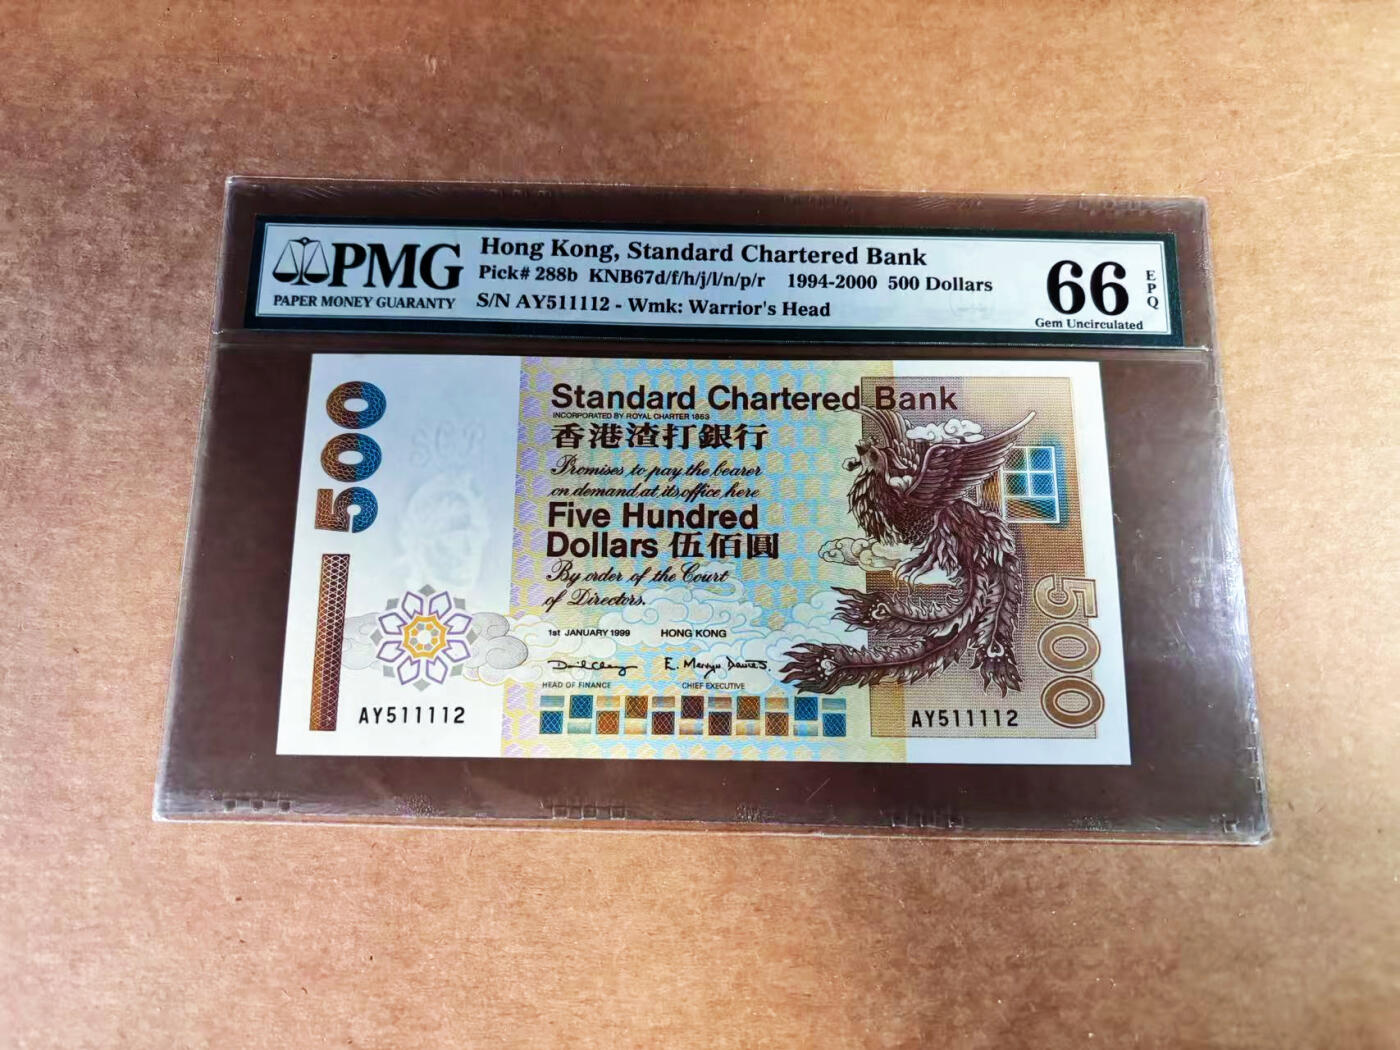 PMG
PAPER MONEY GUARANTY
Hong Kong, Standard Chartered Bank
Pick# 288b KNB67d/f/h/j/l/n/p/r 1994-2000 500 Dollars
S/N AY511112 - Wmk: Warrior's Head
66
EPQ
Gem Uncirculated
500
SCB
Standard Chartered Bank
INCORPORATED BY ROYAL CHARTER 1853
香港渣打銀行
Promises to pay the bearer
on demand at its office here
Five Hundred
Dollars 伍佰圓
By order of the Court
of Directors.
1st JANUARY 1999 HONG KONG
HEAD OF FINANCE CHIEF EXECUTIVE
500
AY511112
AY511112